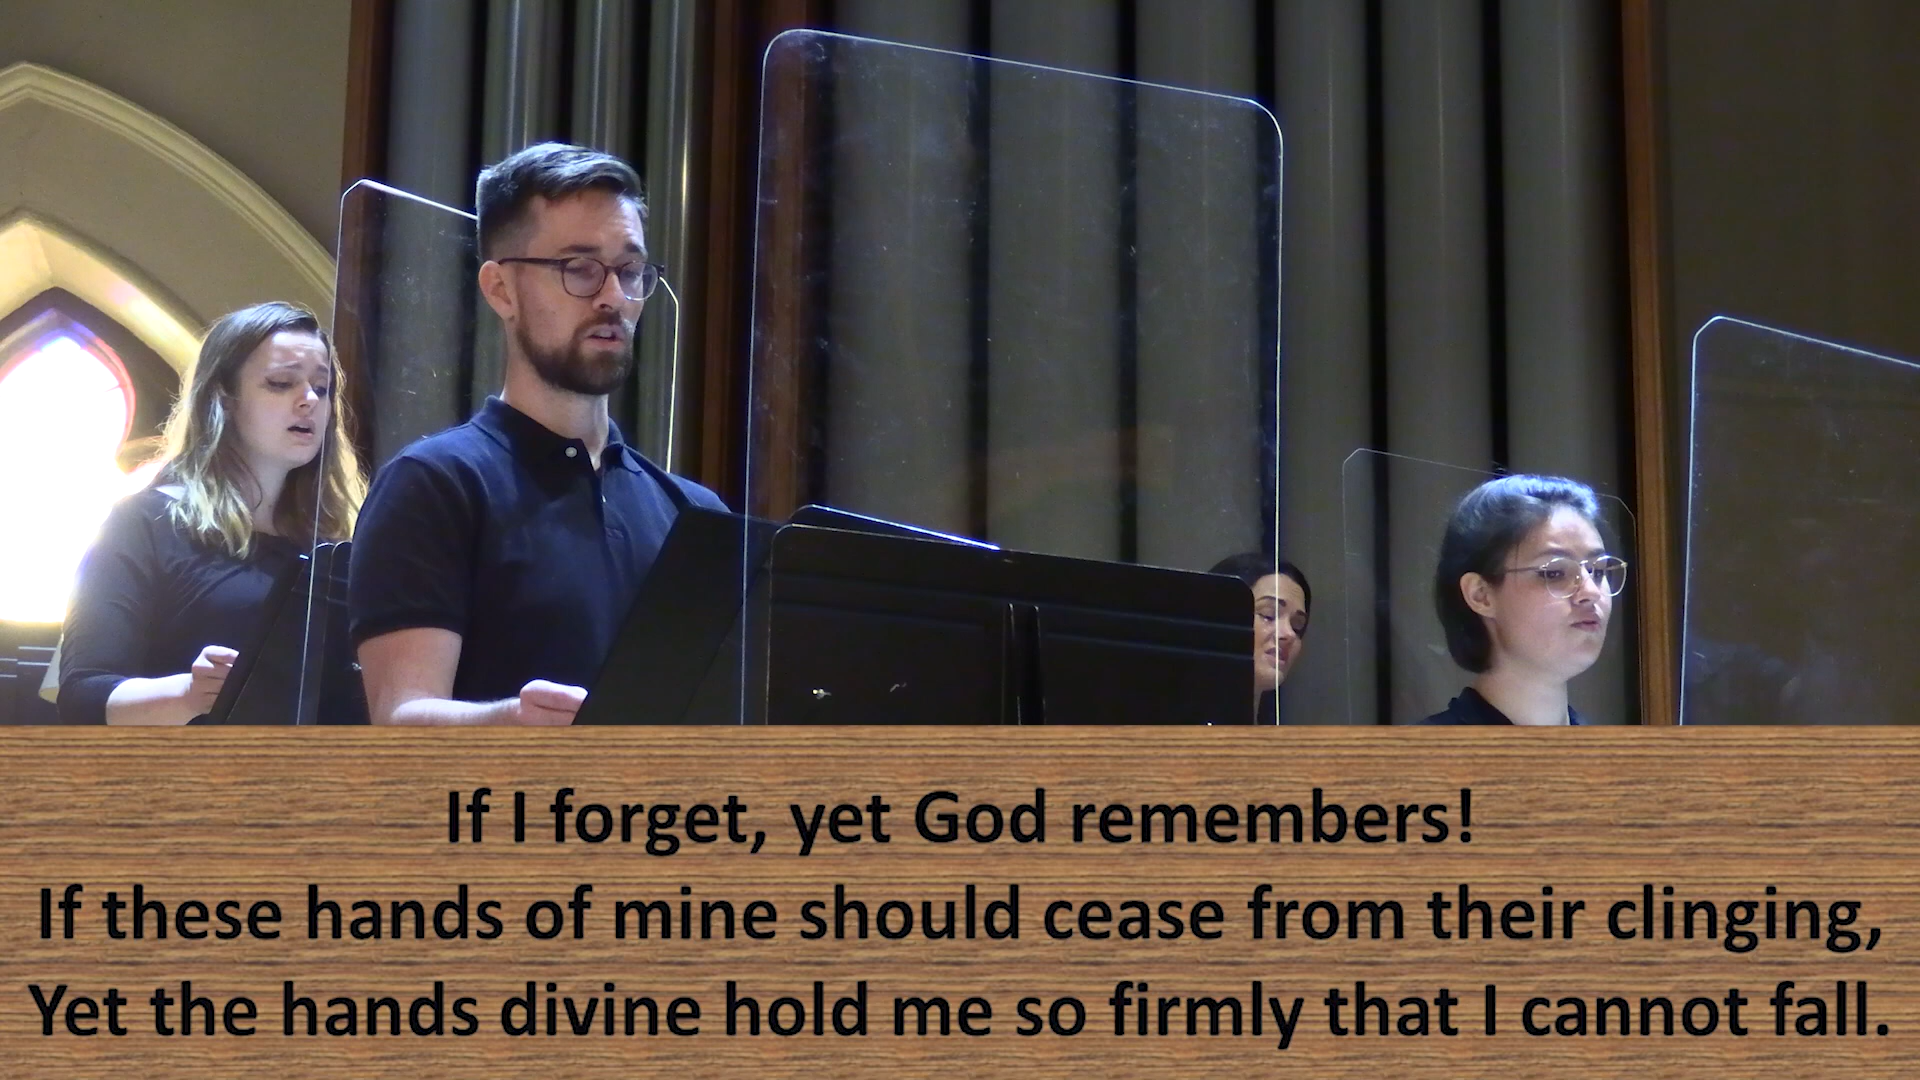 If I forget, yet God remembers!
If these hands of mine should cease from their clinging,
Yet the hands divine hold me so firmly that I cannot fall.